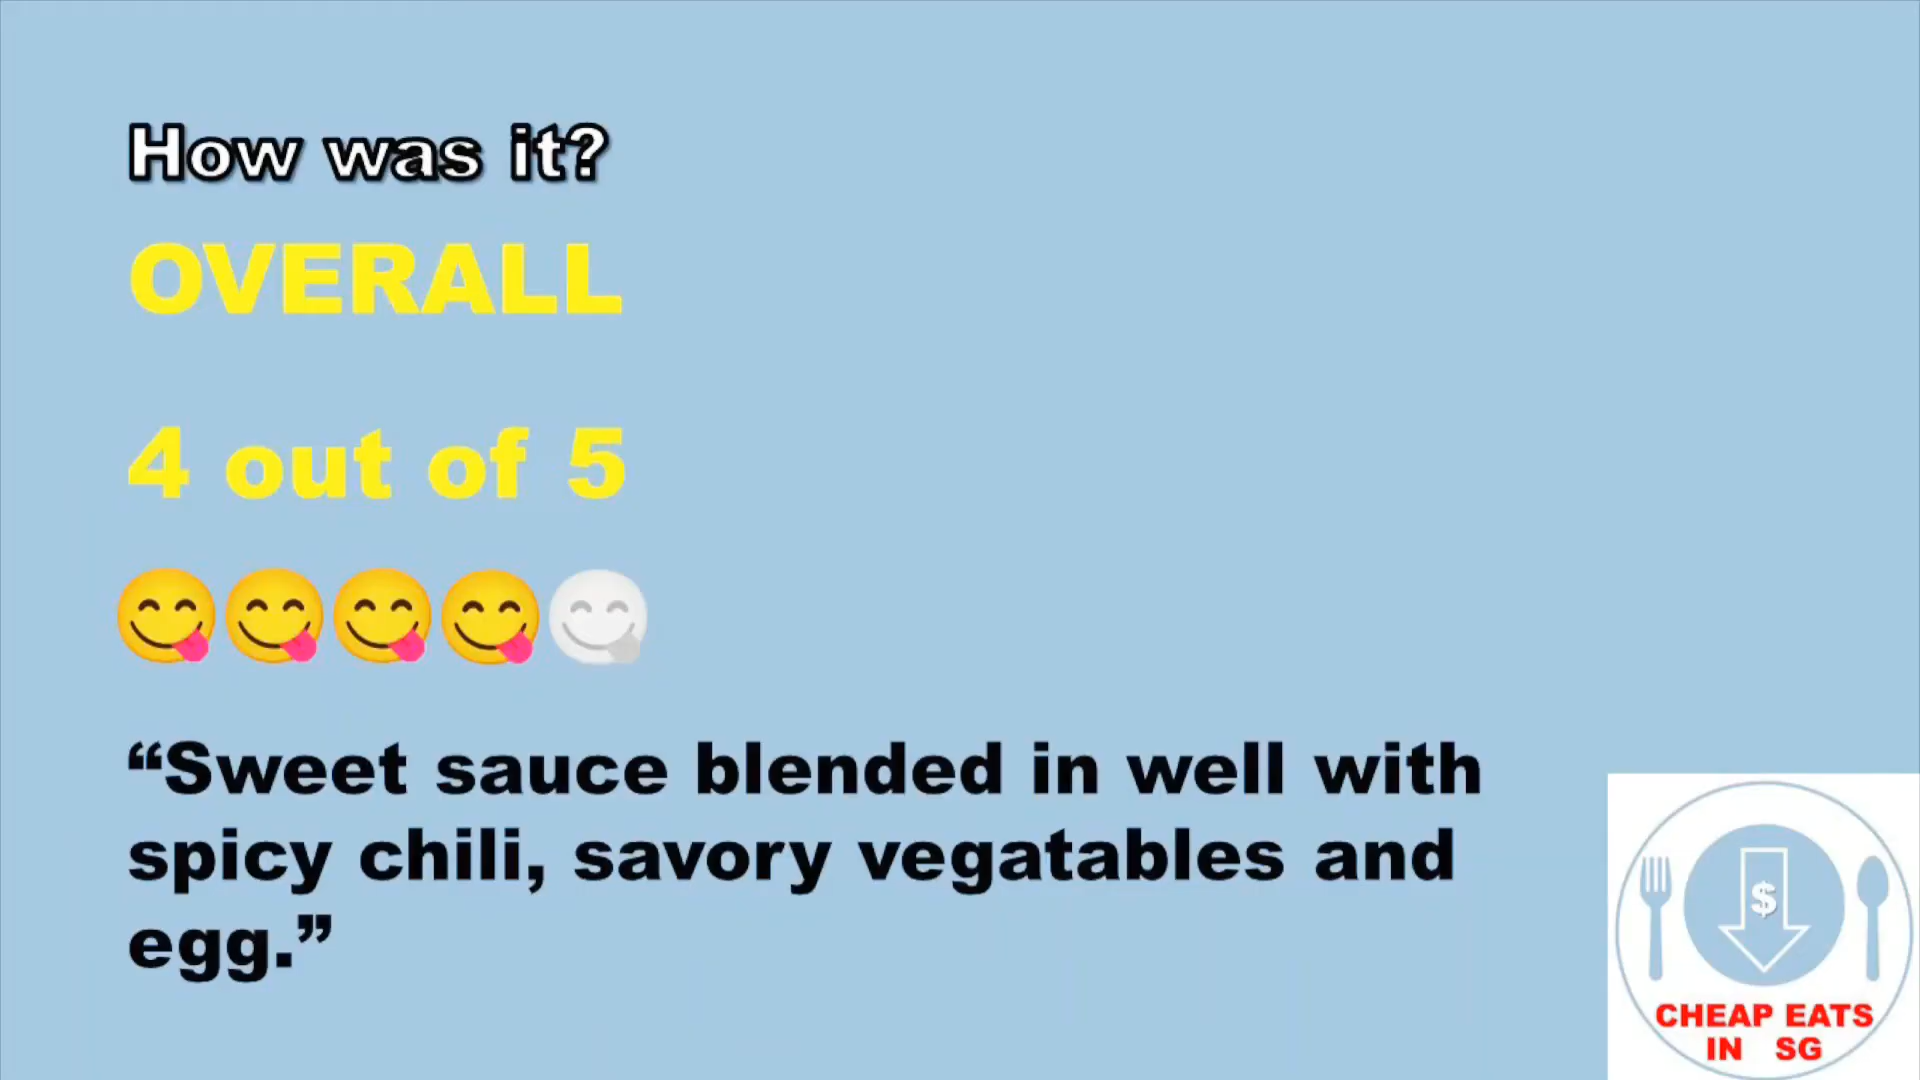 How was it?
OVERALL
4 out of 5
“Sweet sauce blended in well with
spicy chili, savory vegatables and
egg.”
$
CHEAP EATS
IN SG